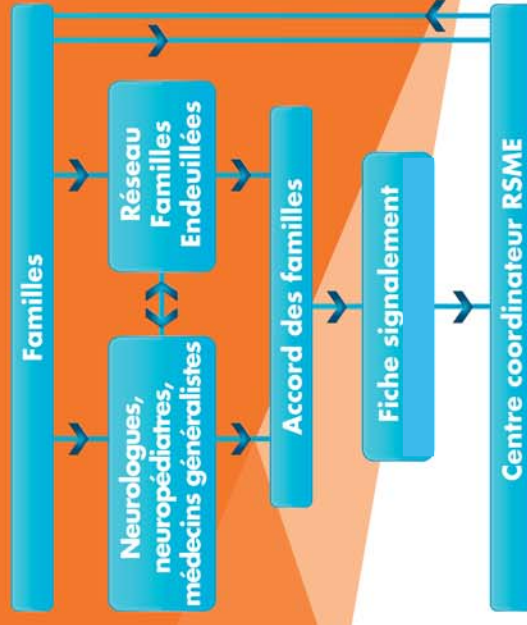 Familles
Neurologues,
neuropédiatres,
médecins généralistes
Réseau
Familles
Endeuillées
Accord des familles
Fiche signalement
Centre coordinateur RSME